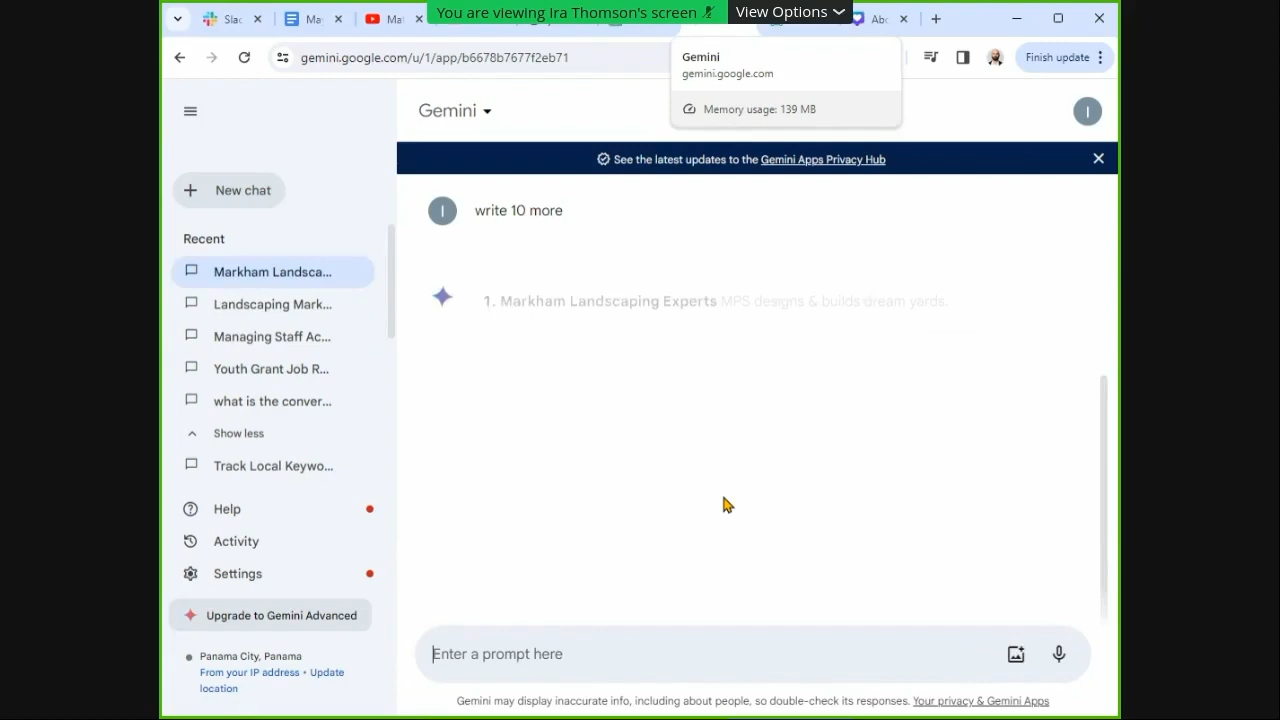 Slac
Ma
Ma
You are viewing Ira Thomson's screen
View Options
Abo
gemini.google.com/u/1/app/b6678b7677f2eb71
Finish update
Gemini
gemini.google.com
Memory usage: 139 MB
Gemini
I
See the latest updates to the Gemini Apps Privacy Hub
New chat
Recent
Markham Landsca...
Landscaping Mark...
Managing Staff Ac...
Youth Grant Job R...
what is the conver...
Show less
Track Local Keywo...
Help
Activity
Settings
Upgrade to Gemini Advanced
Panama City, Panama
From your IP address • Update
location
I
write 10 more
1. Markham Landscaping Experts MPS designs & builds dream yards.
Enter a prompt here
Gemini may display inaccurate info, including about people, so double-check its responses. Your privacy & Gemini Apps